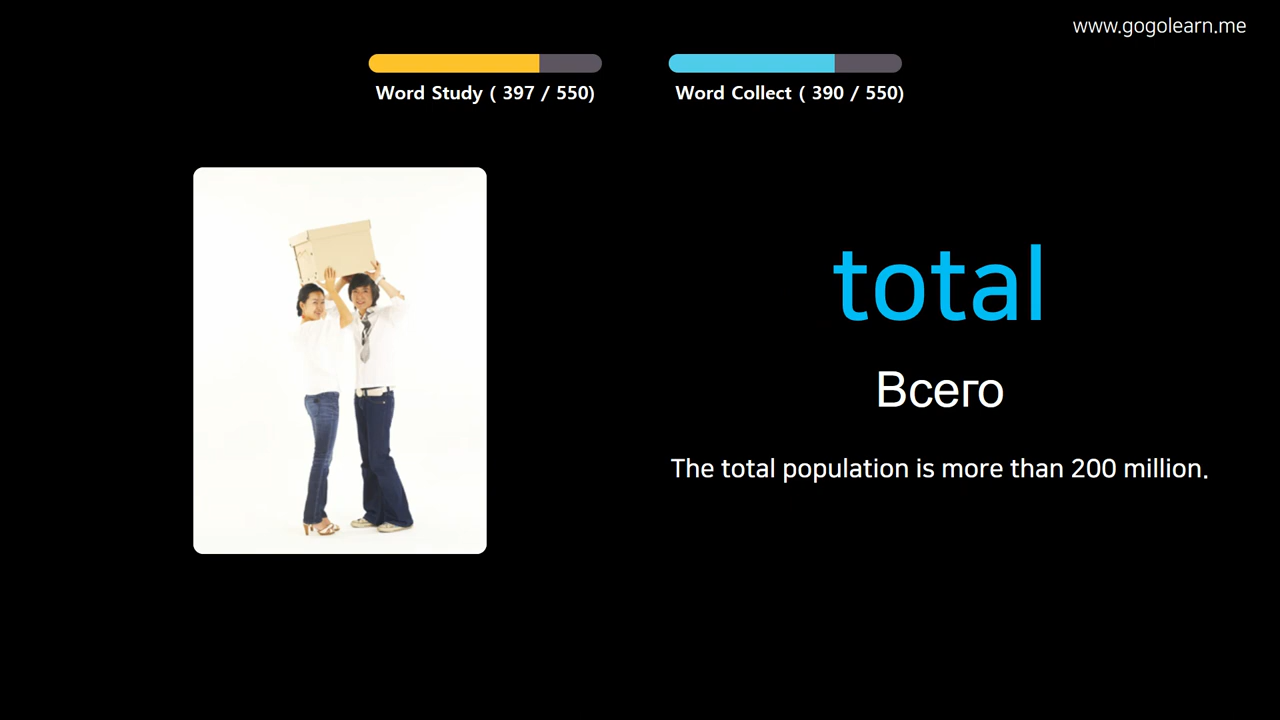 www.gogolearn.me
Word Study ( 397 / 550)
Word Collect ( 390 / 550)
total
Всего
The total population is more than 200 million.